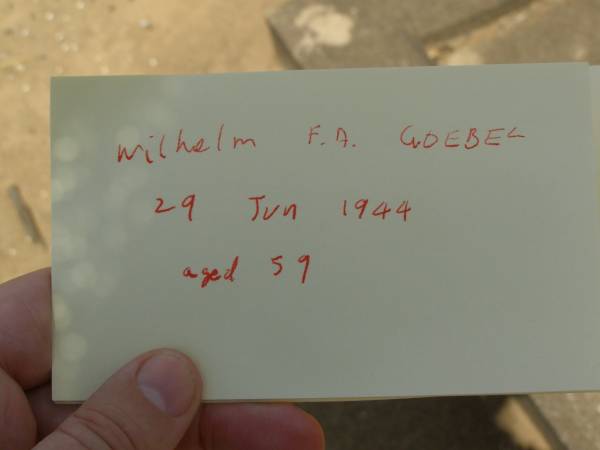 Wilhelm F.A. GOEBEL
29 Jun 1944
aged 59